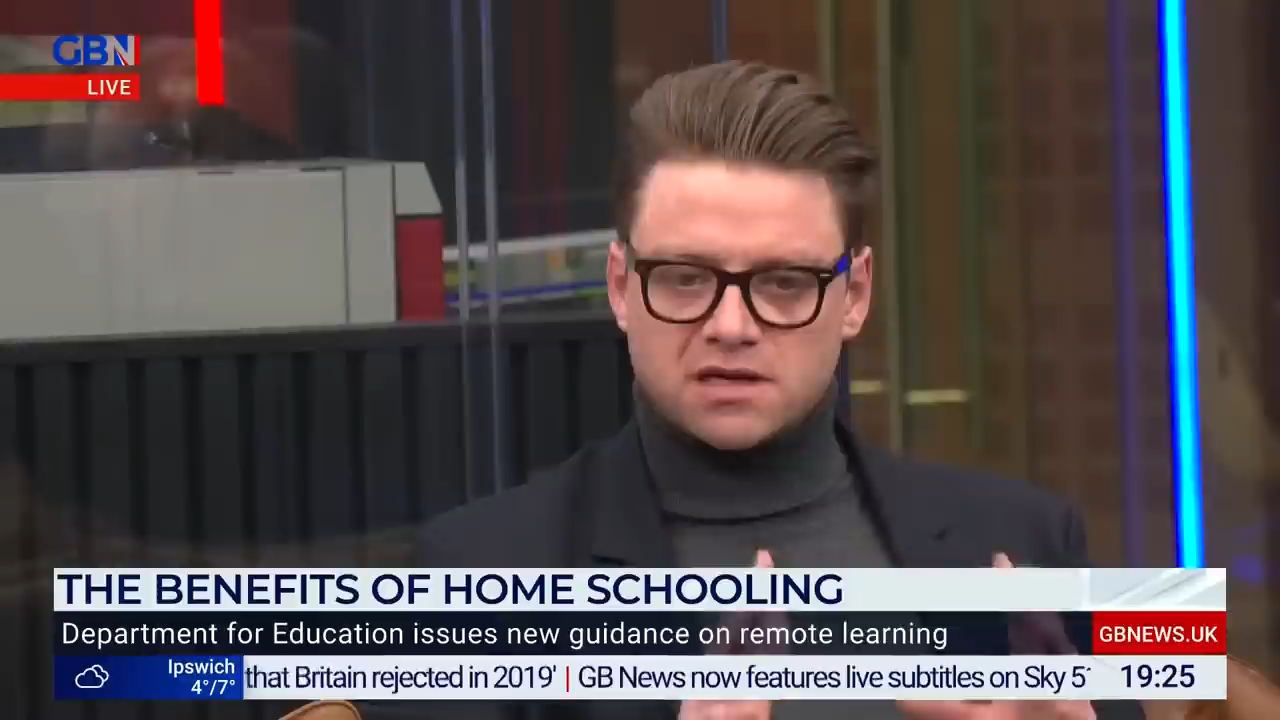 GBN
LIVE
THE BENEFITS OF HOME SCHOOLING
Department for Education issues new guidance on remote learning
GBNEWS.UK
Ipswich
4°/7°
that Britain rejected in 2019' | GB News now features live subtitles on Sky 5
19:25